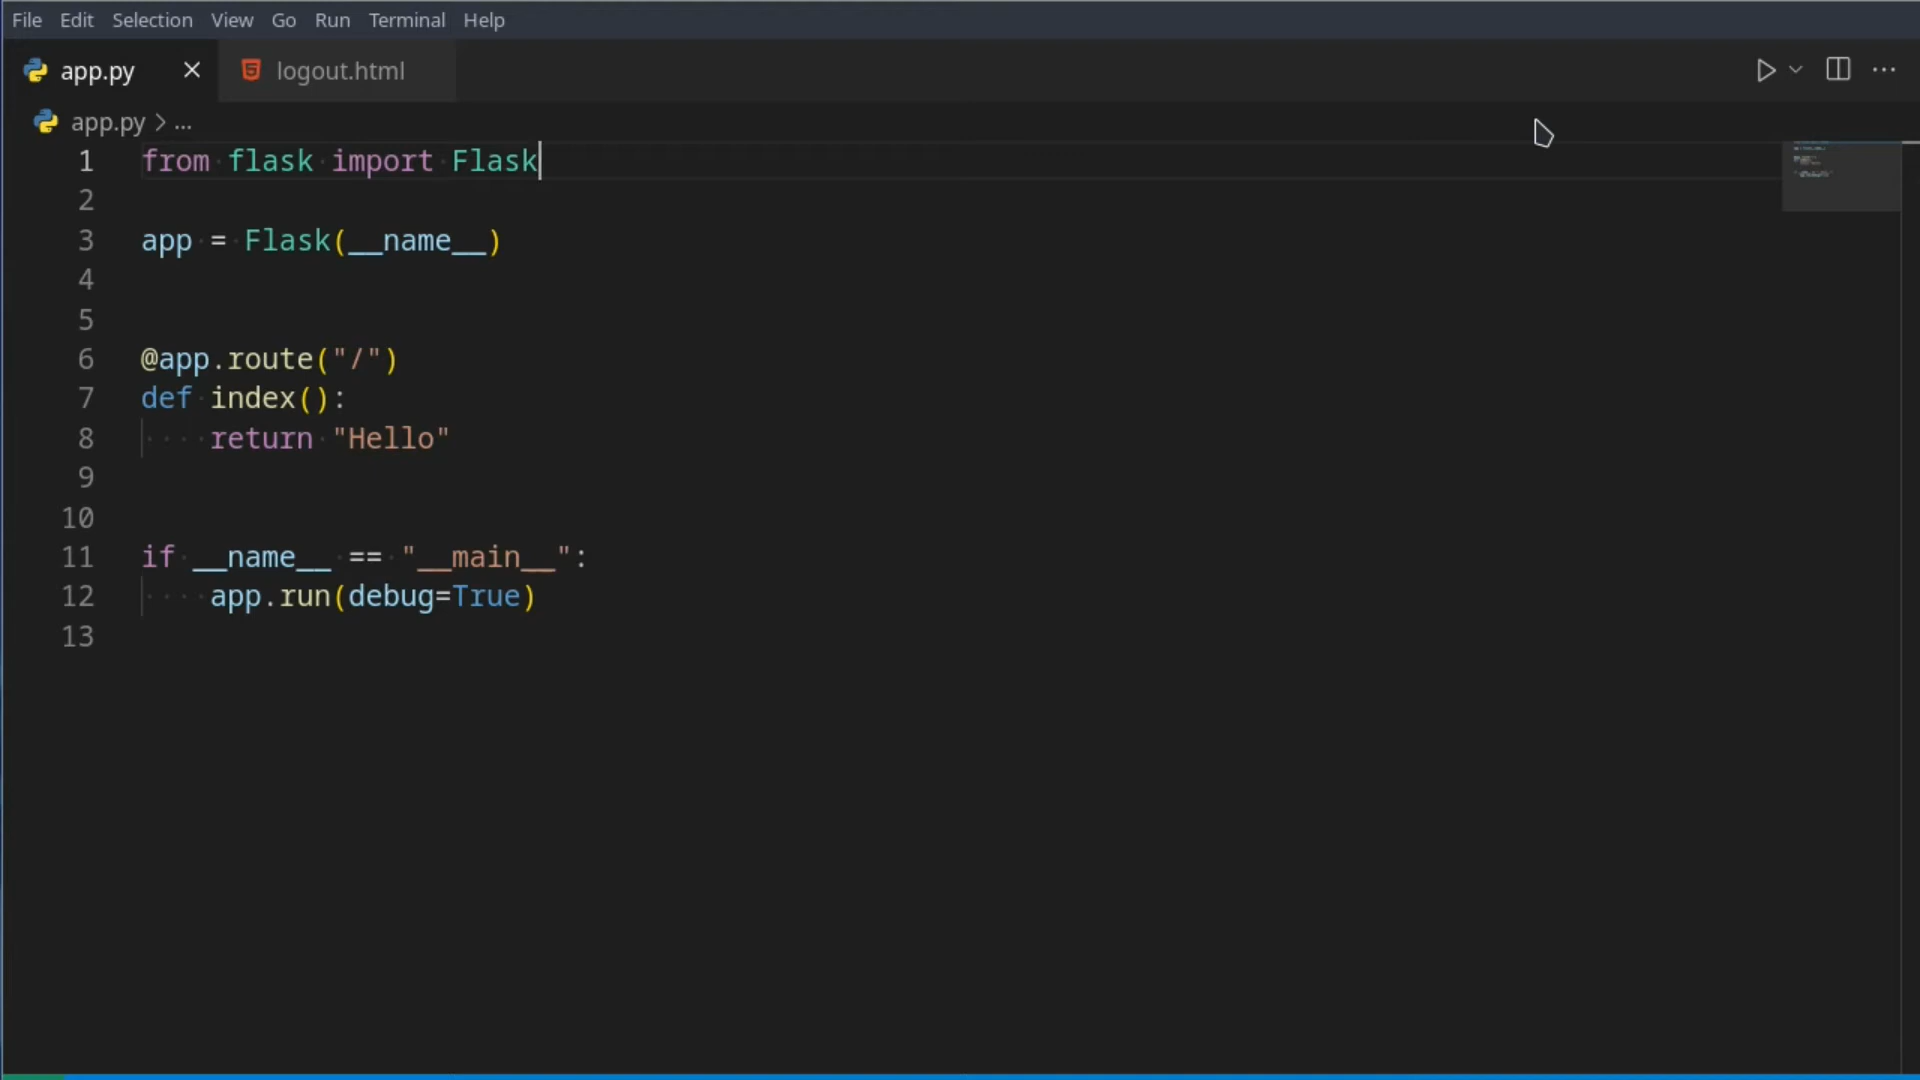 File Edit Selection View Go Run Terminal Help
app.py logout.html
app.py > ...
1 from flask import Flask
2
3 app = Flask(__name__)
4
5
6 @app.route("/")
7 def index():
8     return "Hello"
9
10
11 if __name__ == "__main__":
12     app.run(debug=True)
13